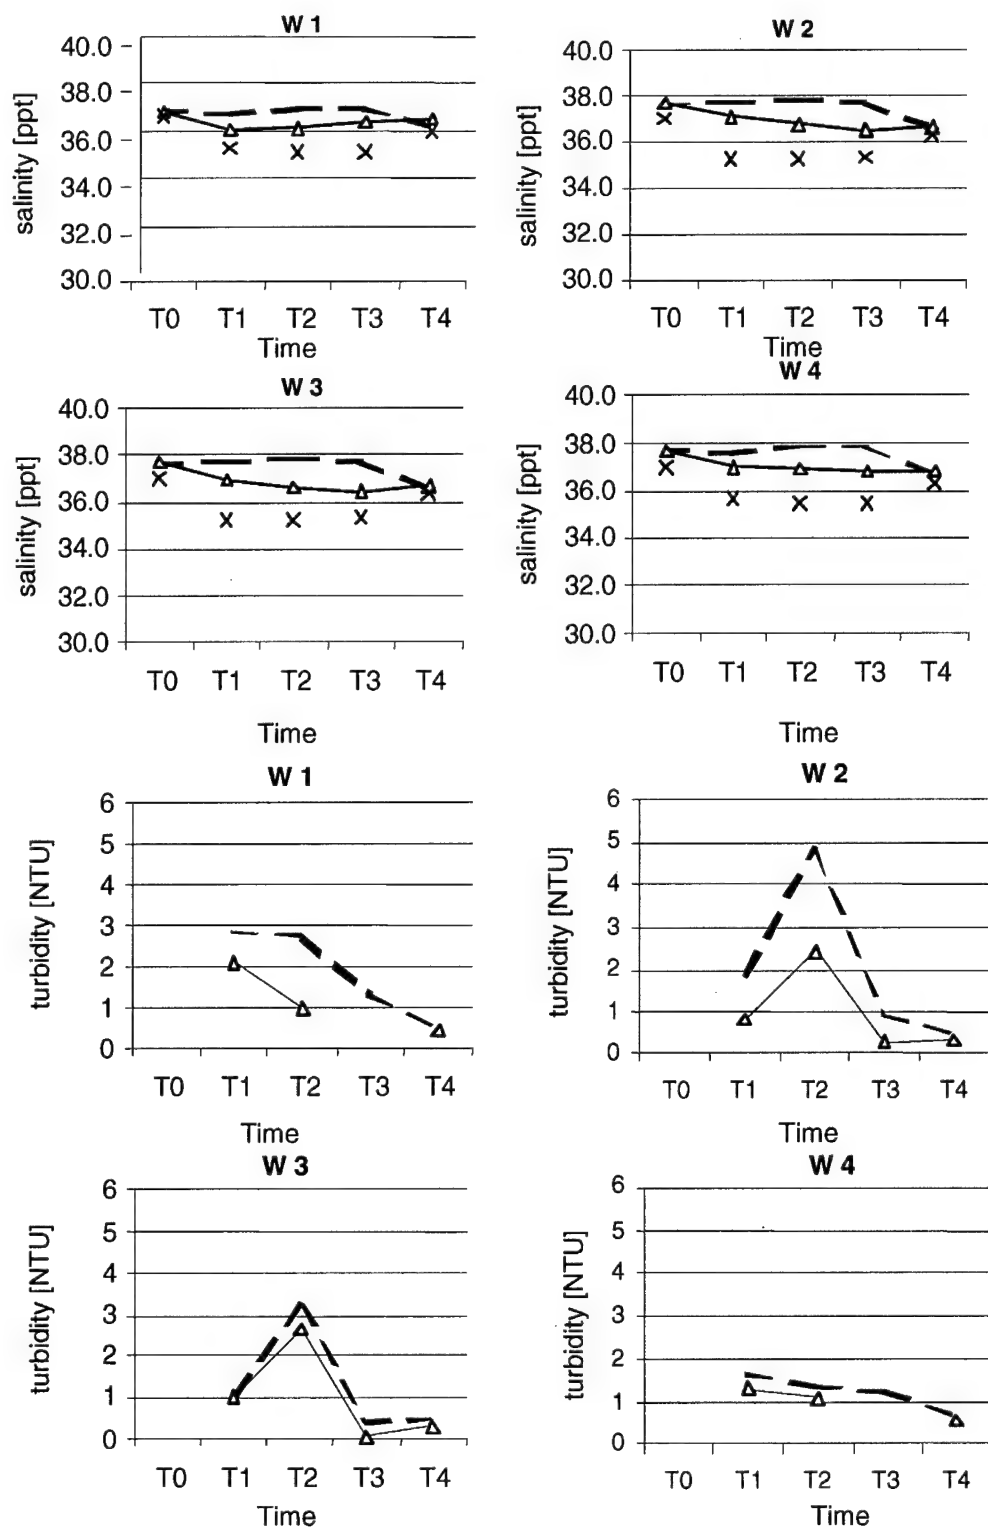 W 1
salinity [ppt]
40.0
38.0
36.0
34.0
32.0
30.0
T0 T1 T2 T3 T4
Time
W 2
salinity [ppt]
40.0
38.0
36.0
34.0
32.0
30.0
T0 T1 T2 T3 T4
Time
W 3
salinity [ppt]
40.0
38.0
36.0
34.0
32.0
30.0
T0 T1 T2 T3 T4
Time
W 4
salinity [ppt]
40.0
38.0
36.0
34.0
32.0
30.0
T0 T1 T2 T3 T4
Time
W 1
turbidity [NTU]
6
5
4
3
2
1
0
T0 T1 T2 T3 T4
Time
W 2
turbidity [NTU]
6
5
4
3
2
1
0
T0 T1 T2 T3 T4
Time
W 3
turbidity [NTU]
6
5
4
3
2
1
0
T0 T1 T2 T3 T4
Time
W 4
turbidity [NTU]
6
5
4
3
2
1
0
T0 T1 T2 T3 T4
Time